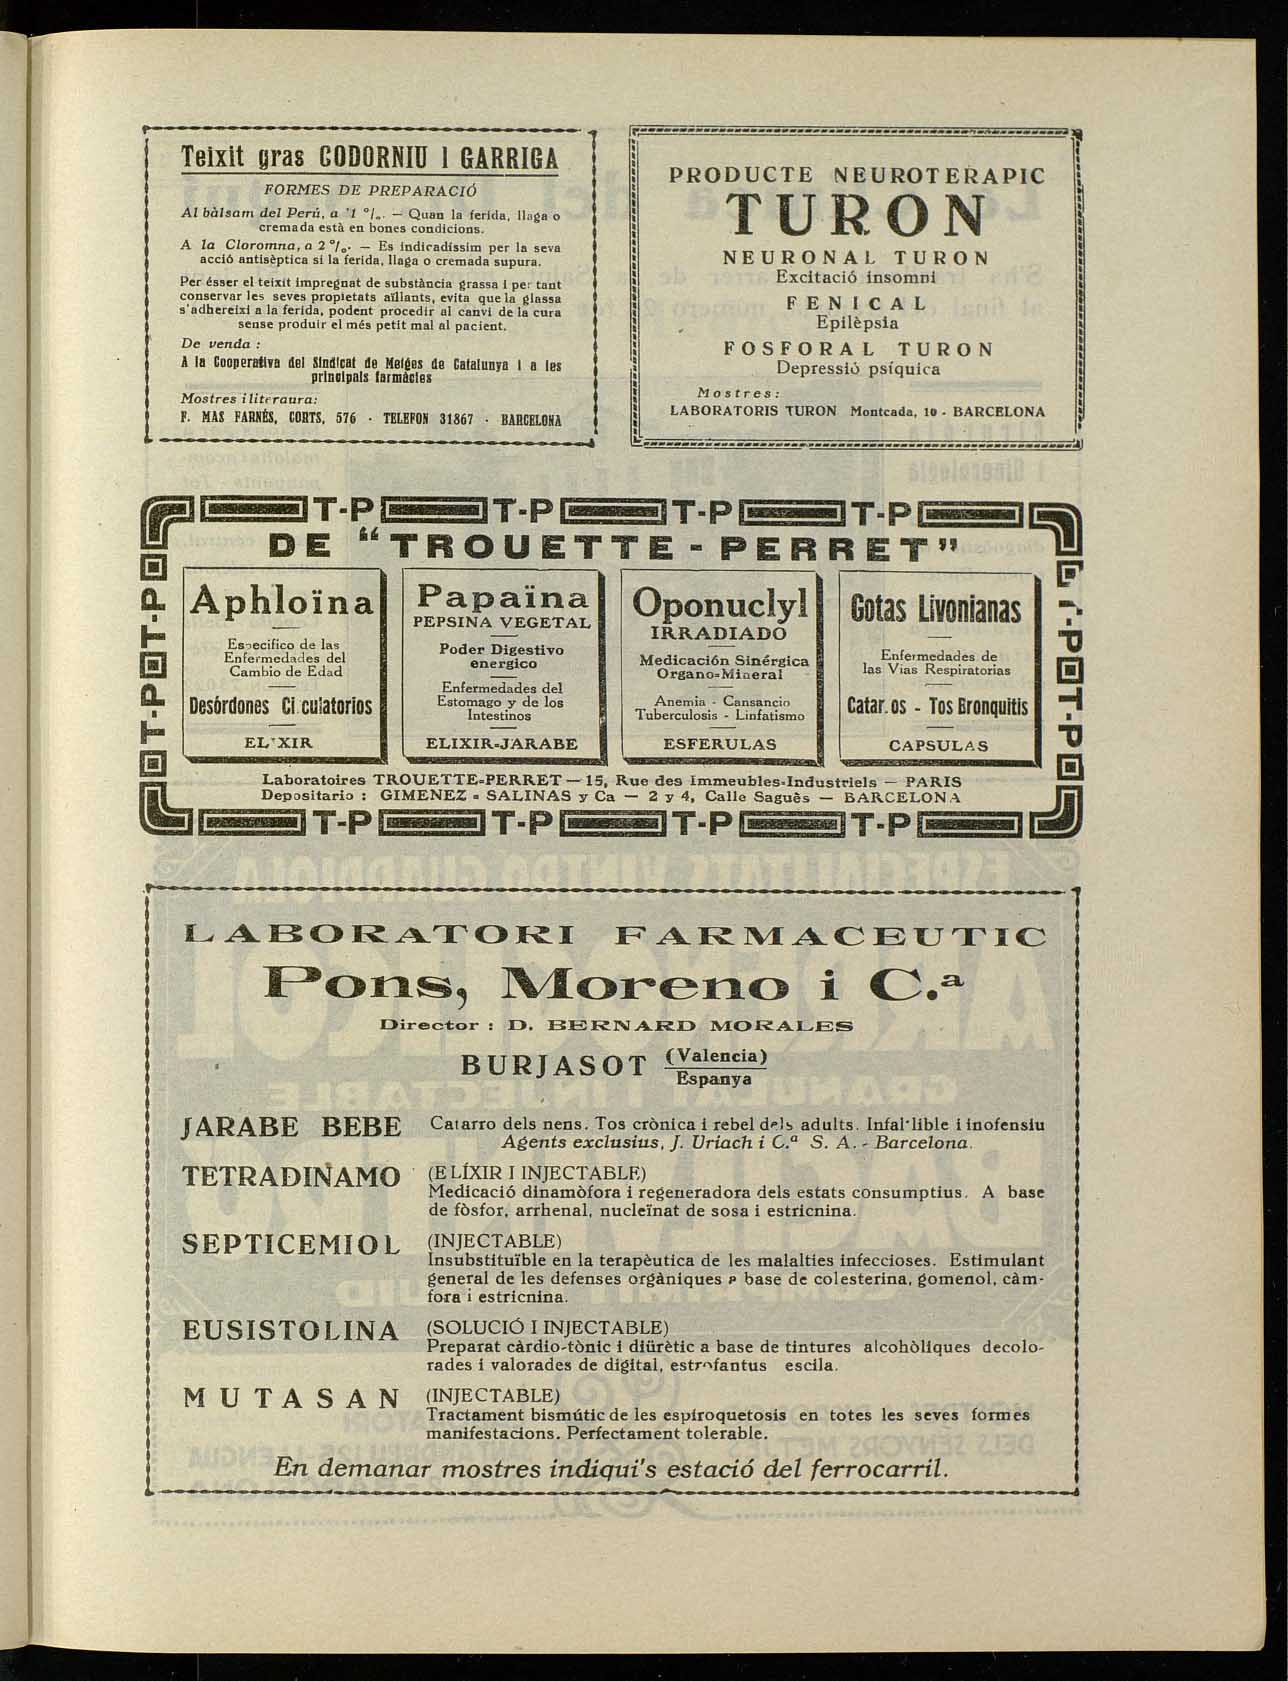 Teixit gras CODORNIU I GARRIGA
FORMES DE PREPARACIÓ
Al bàlsam del Perú, a 1 °/₀. — Quan la ferida, llaga o
cremada està en bones condicions.
A la Cloromna, a 2 °/₀. — Es indicadíssim per la seva
acció antisèptica si la ferida, llaga o cremada supura.
Per ésser el teixit impregnat de substància grassa i per tant
conservar les seves propietats aïllants, evita que la glassa
s'adhereixi a la ferida, podent procedir al canvi de la cura
sense produir el més petit mal al pacient.
De venda :
A la Cooperativa del Sindicat de Metges de Catalunya i a les
principals farmàcies
Mostres i literaura:
F. MAS FARNÉS, CORTS, 576 - TELEFON 31867 - BARCELONA
PRODUCTE NEUROTERAPIC
TURON
NEURONAL TURON
Excitació insomni
FENICAL
Epilèpsia
FOSFORAL TURON
Depressió psíquica
Mostres:
LABORATORIS TURON Montcada, 10 - BARCELONA
T-P T-P T-P T-P
DE “TROUETTE-PERRET”
Aphloïna
Especifico de las
Enfermedades del
Cambio de Edad
Desórdones Ci culatorios
EL XIR
Papaïna
PEPSINA VEGETAL
Poder Digestivo
energico
Enfermedades del
Estomago y de los
Intestinos
ELIXIR-JARABE
Oponuclyl
IRRADIADO
Medicación Sinérgica
Organo-Mineral
Anemia - Cansancio
Tuberculosis - Linfatismo
ESFERULAS
Gotas Livonianas
Enfermedades de
las Vias Respiratorias
Catar.os - Tos Bronquitis
CAPSULAS
Laboratoires TROUETTE-PERRET — 15, Rue des Immeubles-Industriels — PARIS
Depositario : GIMENEZ - SALINAS y Ca — 2 y 4, Calle Sagués — BARCELONA
T-P T-P T-P T-P
LABORATORI FARMACEUTIC
Pons, Moreno i C.ª
Director : D. BERNARD MORALES
BURJASOT (Valencia)
Espanya
JARABE BEBE Catarro dels nens. Tos crònica i rebel dels adults. Infal·lible i inofensiu
Agents exclusius, J. Uriach i C.ª S. A. - Barcelona.
TETRADINAMO (ELÍXIR I INJECTABLE)
Medicació dinamòfora i regeneradora dels estats consumptius. A base
de fòsfor, arrhenal, nucleïnat de sosa i estricnina.
SEPTICEMIOL (INJECTABLE)
Insubstituïble en la terapèutica de les malalties infeccioses. Estimulant
general de les defenses orgàniques a base de colesterina, gomenol, càm-
fora i estricnina.
EUSISTOLINA (SOLUCIÓ I INJECTABLE)
Preparat càrdio-tònic i diürètic a base de tintures alcohòliques decolo-
rades i valorades de digital, estrofantus escila.
MUTASAN (INJECTABLE)
Tractament bismútic de les espiroquetosis en totes les seves formes
manifestacions. Perfectament tolerable.
En demanar mostres indiqui's estació del ferrocarril.